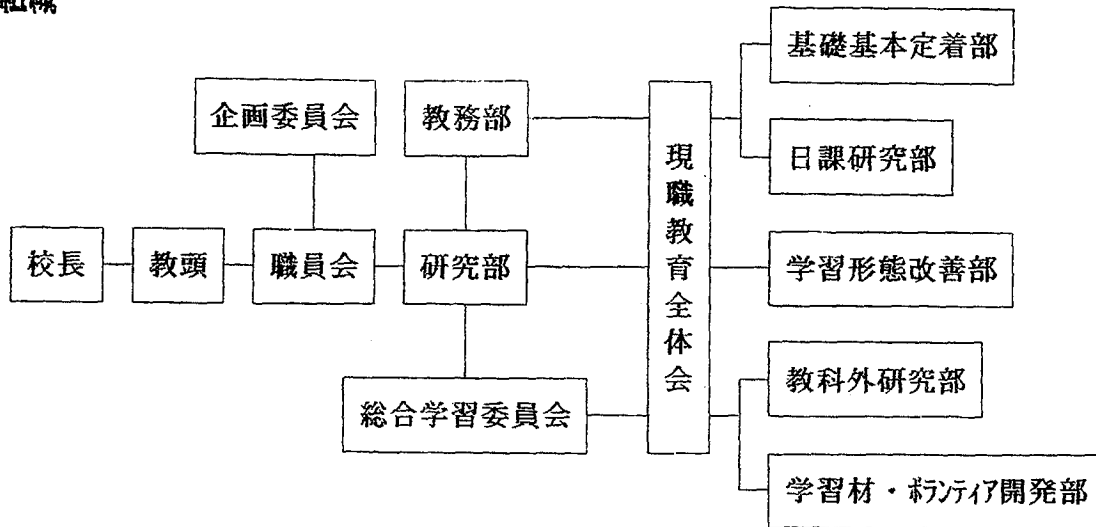 企画委員会
教務部
校長
教頭
職員会
研究部
総合学習委員会
現職教育全体会
基礎基本定着部
日課研究部
学習形態改善部
教科外研究部
学習材・ボランティア開発部